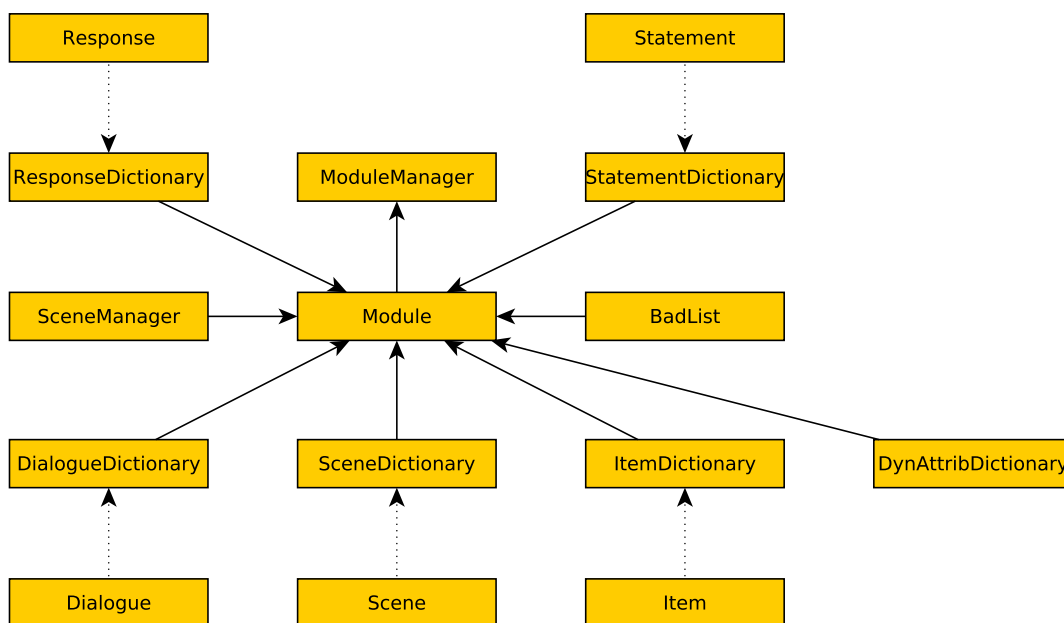 Response
Statement
ResponseDictionary
ModuleManager
StatementDictionary
SceneManager
Module
BadList
DialogueDictionary
SceneDictionary
ItemDictionary
DynAttribDictionary
Dialogue
Scene
Item